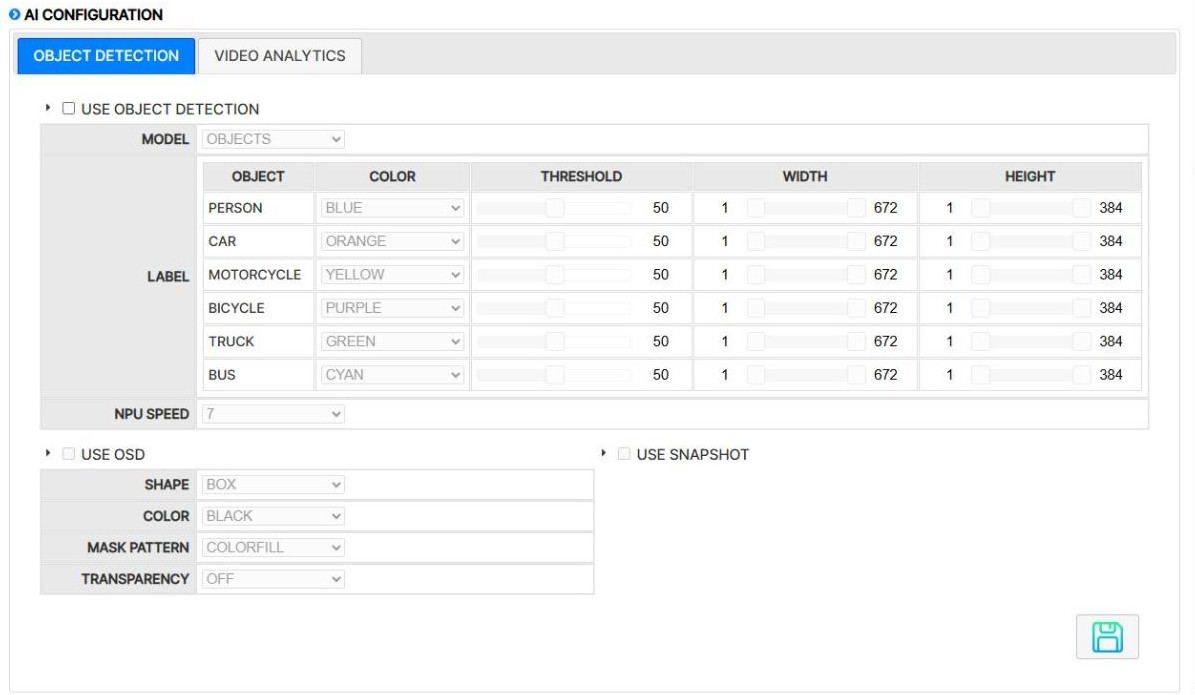 AI CONFIGURATION
OBJECT DETECTION VIDEO ANALYTICS
USE OBJECT DETECTION
MODEL OBJECTS
LABEL
OBJECT COLOR THRESHOLD WIDTH HEIGHT
PERSON BLUE 50 1 672 1 384
CAR ORANGE 50 1 672 1 384
MOTORCYCLE YELLOW 50 1 672 1 384
BICYCLE PURPLE 50 1 672 1 384
TRUCK GREEN 50 1 672 1 384
BUS CYAN 50 1 672 1 384
NPU SPEED 7
USE OSD USE SNAPSHOT
SHAPE BOX
COLOR BLACK
MASK PATTERN COLORFILL
TRANSPARENCY OFF